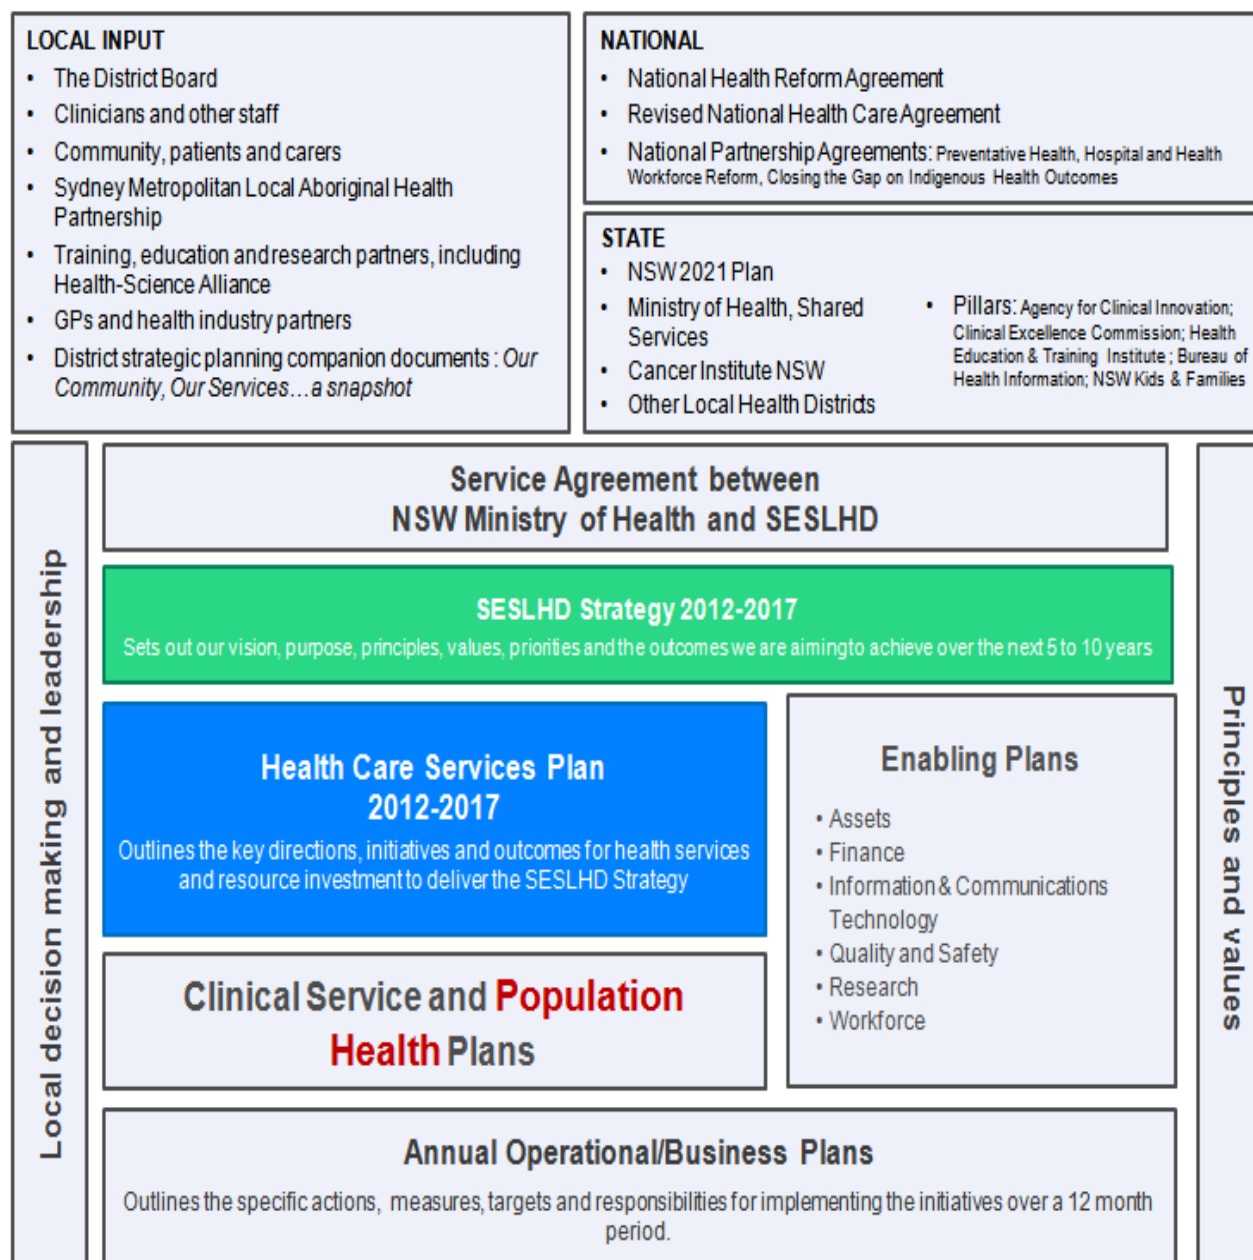 LOCAL INPUT
• The District Board
• Clinicians and other staff
• Community, patients and carers
• Sydney Metropolitan Local Aboriginal Health
Partnership
• Training, education and research partners, including
Health-Science Alliance
• GPs and health industry partners
• District strategic planning companion documents : Our
Community, Our Services…a snapshot
NATIONAL
• National Health Reform Agreement
• Revised National Health Care Agreement
• National Partnership Agreements: Preventative Health, Hospital and Health
Workforce Reform, Closing the Gap on Indigenous Health Outcomes
STATE
• NSW 2021 Plan
• Ministry of Health, Shared
Services
• Cancer Institute NSW
• Other Local Health Districts
• Pillars: Agency for Clinical Innovation;
Clinical Excellence Commission; Health
Education & Training Institute ; Bureau of
Health Information; NSW Kids & Families
Local decision making and leadership
Service Agreement between
NSW Ministry of Health and SESLHD
SESLHD Strategy 2012-2017
Sets out our vision, purpose, principles, values, priorities and the outcomes we are aiming to achieve over the next 5 to 10 years
Health Care Services Plan
2012-2017
Outlines the key directions, initiatives and outcomes for health services
and resource investment to deliver the SESLHD Strategy
Enabling Plans
• Assets
• Finance
• Information & Communications
Technology
• Quality and Safety
• Research
• Workforce
Clinical Service and Population
Health Plans
Annual Operational/Business Plans
Outlines the specific actions, measures, targets and responsibilities for implementing the initiatives over a 12 month
period.
Principles and values